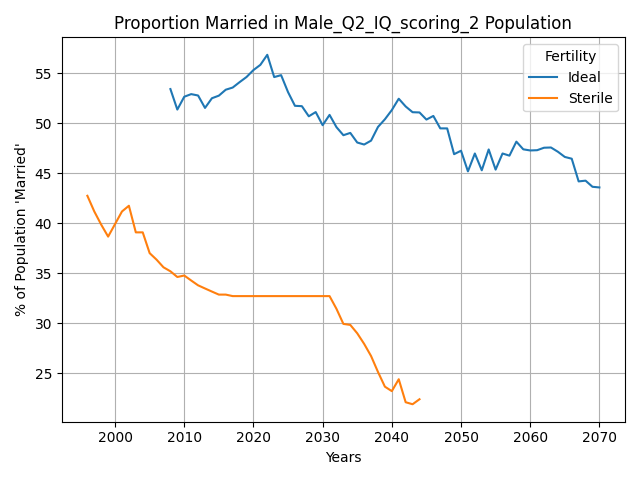 Proportion Married in Male_Q2_IQ_scoring_2 Population
% of Population 'Married'
55
50
45
40
35
30
25
Fertility
Ideal
Sterile
2000 2010 2020 2030 2040 2050 2060 2070
Years